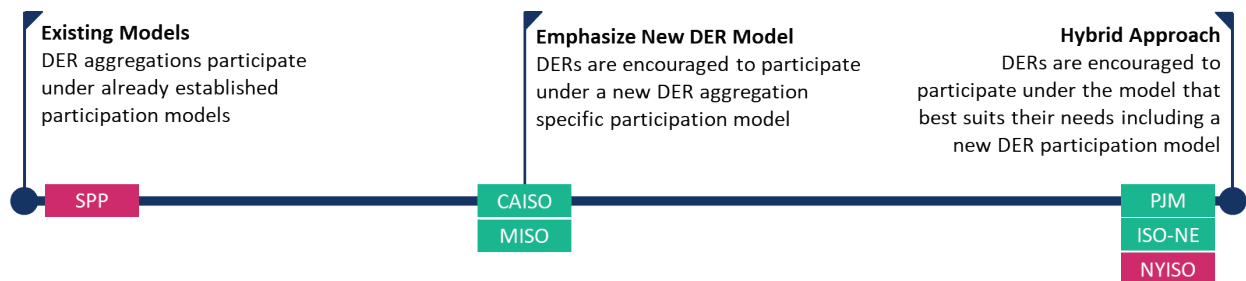 Existing Models
DER aggregations participate
under already established
participation models
Emphasize New DER Model
DERs are encouraged to participate
under a new DER aggregation
specific participation model
Hybrid Approach
DERs are encouraged to
participate under the model that
best suits their needs including a
new DER participation model
SPP
CAISO
MISO
PJM
ISO-NE
NYISO